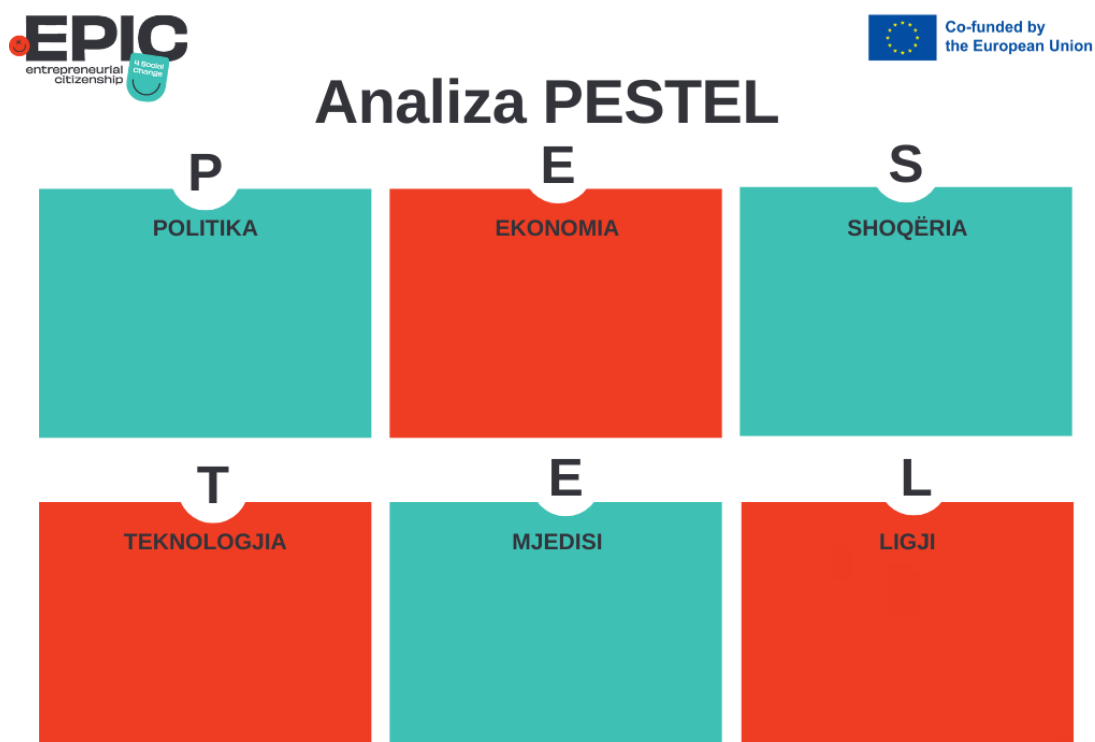 EPIC
entrepreneurial
citizenship
4 social
change
Co-funded by
the European Union
Analiza PESTEL
P
E
S
POLITIKA
EKONOMIA
SHOQËRIA
T
E
L
TEKNOLOGJIA
MJEDISI
LIGJI